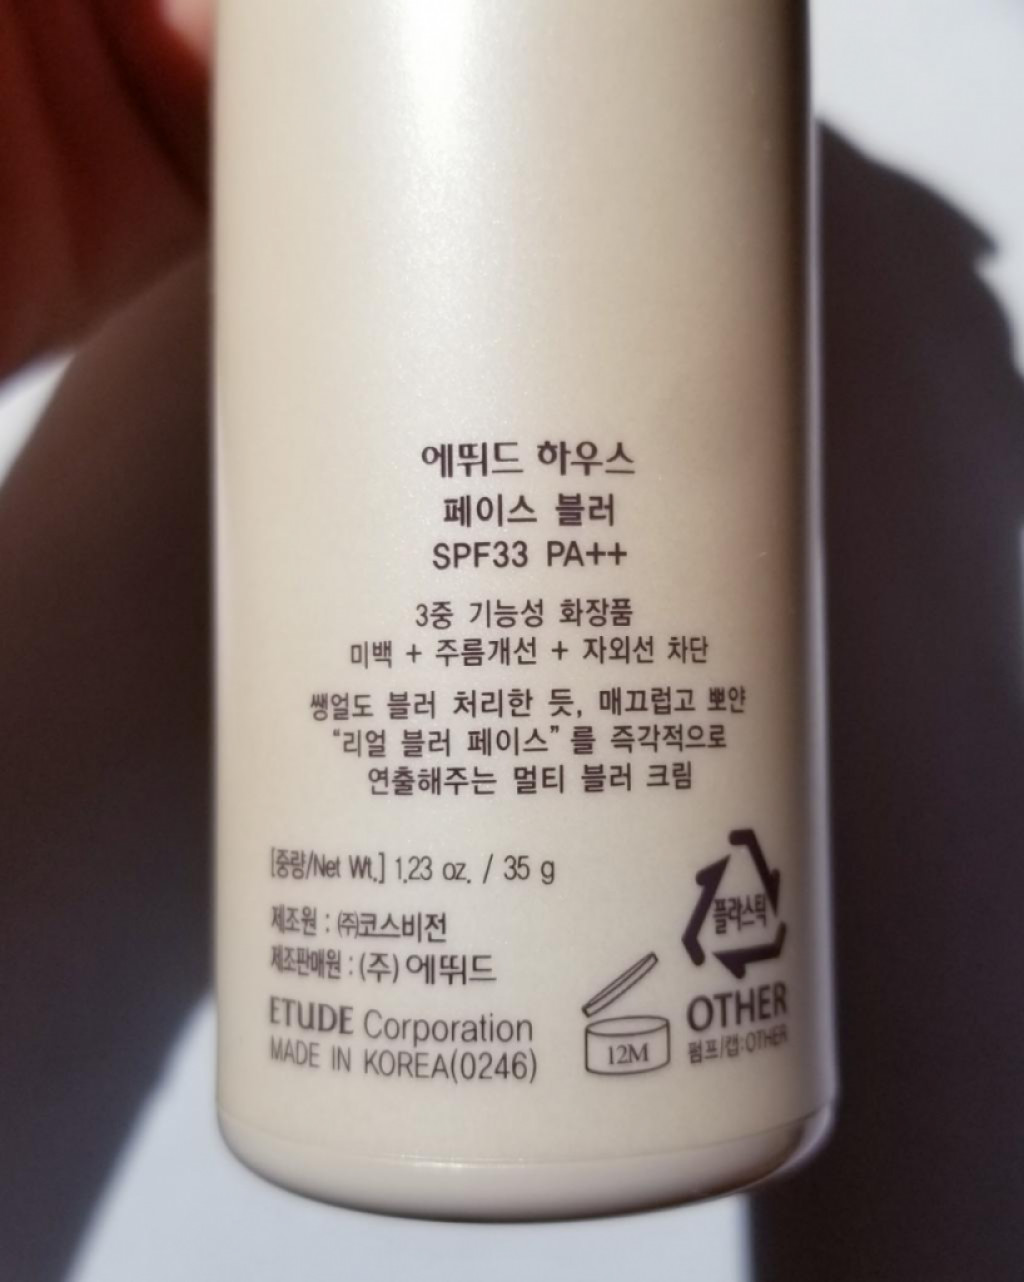 에뛰드 하우스
페이스 블러
SPF33 PA++
3중 기능성 화장품
미백 + 주름개선 + 자외선 차단
쌩얼도 블러 처리한 듯, 매끄럽고 뽀얀
“리얼 블러 페이스”를 즉각적으로
연출해주는 멀티 블러 크림
[중량/Net Wt.] 1.23 oz. / 35 g
제조원 : ㈜코스비전
제조판매원 : (주) 에뛰드
ETUDE Corporation
MADE IN KOREA(0246)
12M
플라스틱
OTHER
펌프/캡:OTHER